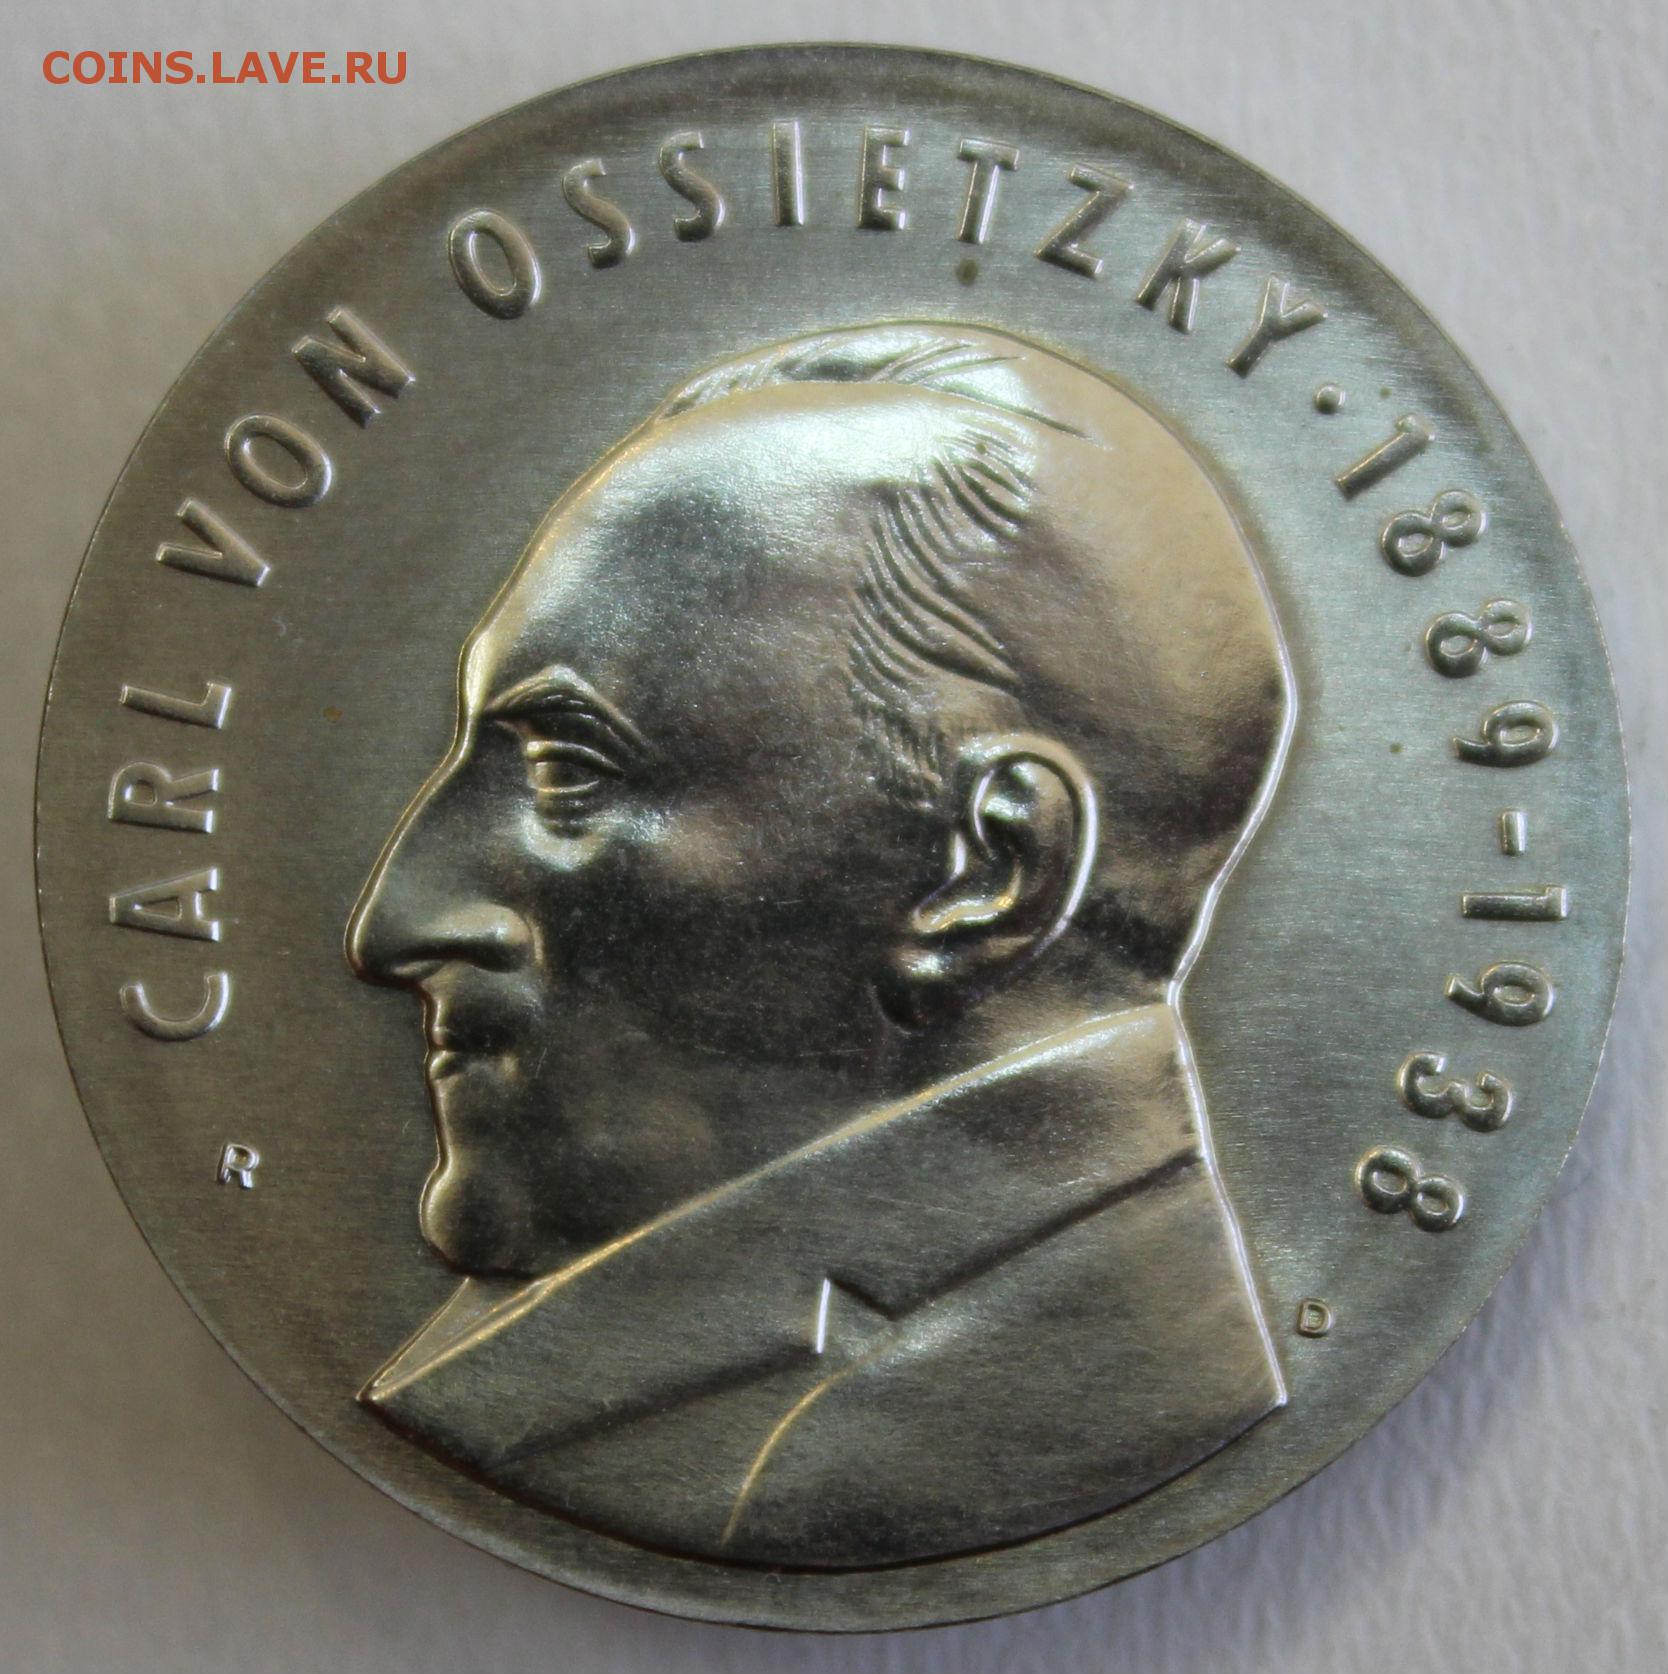 COINS.LAVE.RU
CARL VON OSSIETZKY · 1889-1938
R
D